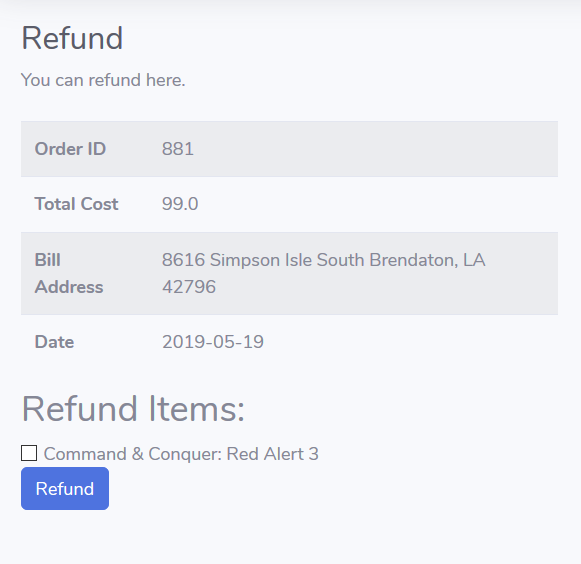 Refund
You can refund here.
Order ID 881
Total Cost 99.0
Bill Address 8616 Simpson Isle South Brendaton, LA 42796
Date 2019-05-19
Refund Items:
Command & Conquer: Red Alert 3
Refund